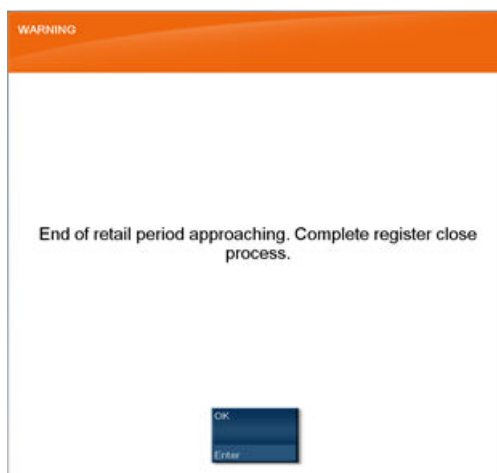 WARNING
End of retail period approaching. Complete register close
process.
OK
Enter